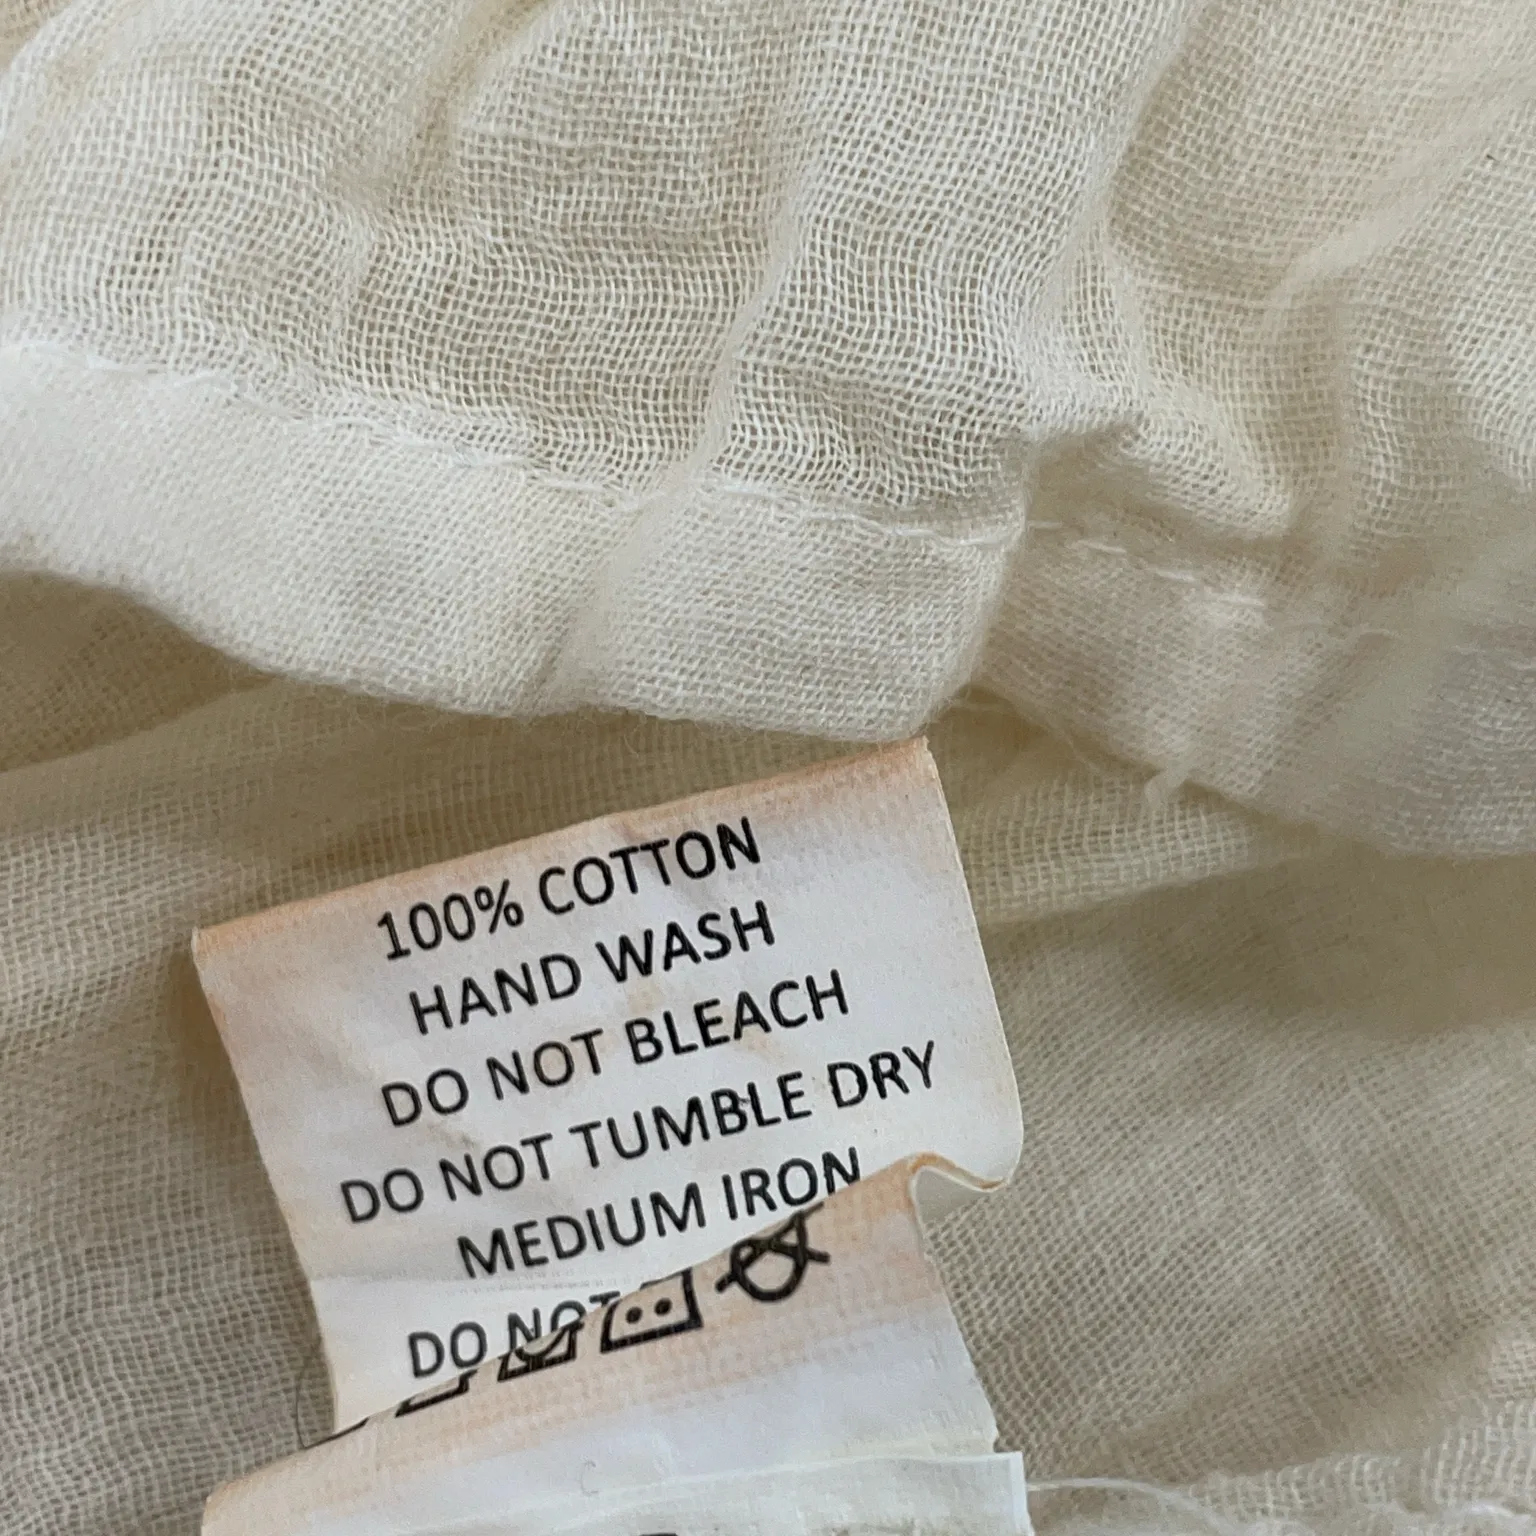 100% COTTON
HAND WASH
DO NOT BLEACH
DO NOT TUMBLE DRY
MEDIUM IRON
DO NOT